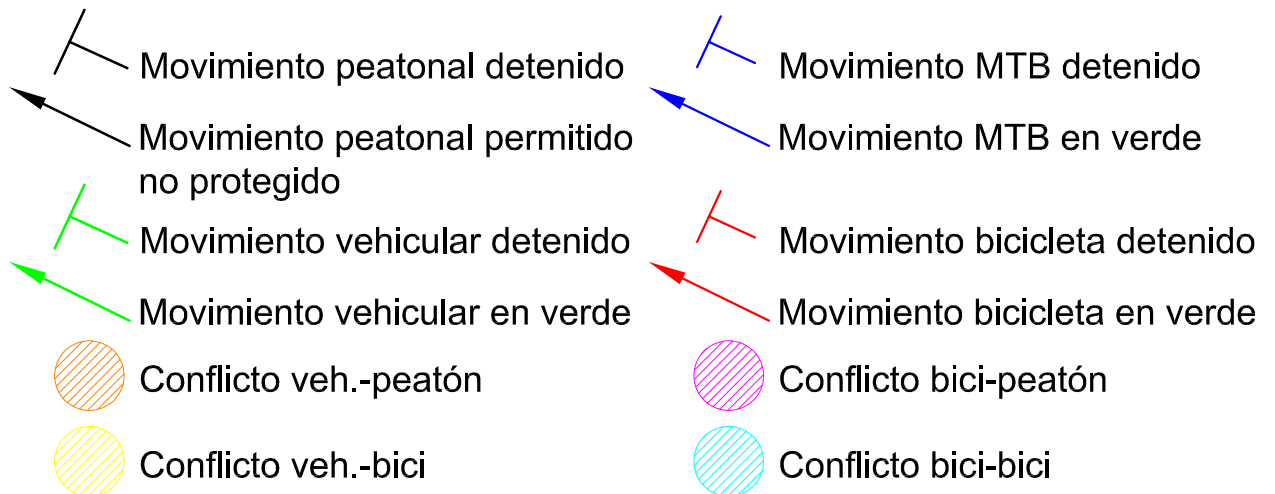 Movimiento peatonal detenido
Movimiento peatonal permitido
no protegido
Movimiento vehicular detenido
Movimiento vehicular en verde
Conflicto veh.-peatón
Conflicto veh.-bici
Movimiento MTB detenido
Movimiento MTB en verde
Movimiento bicicleta detenido
Movimiento bicicleta en verde
Conflicto bici-peatón
Conflicto bici-bici